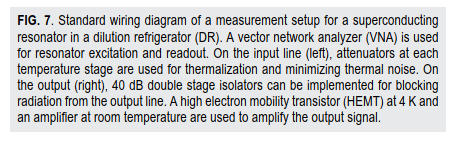 FIG. 7. Standard wiring diagram of a measurement setup for a superconducting
resonator in a dilution refrigerator (DR). A vector network analyzer (VNA) is used
for resonator excitation and readout. On the input line (left), attenuators at each
temperature stage are used for thermalization and minimizing thermal noise. On
the output (right), 40 dB double stage isolators can be implemented for blocking
radiation from the output line. A high electron mobility transistor (HEMT) at 4 K and
an amplifier at room temperature are used to amplify the output signal.